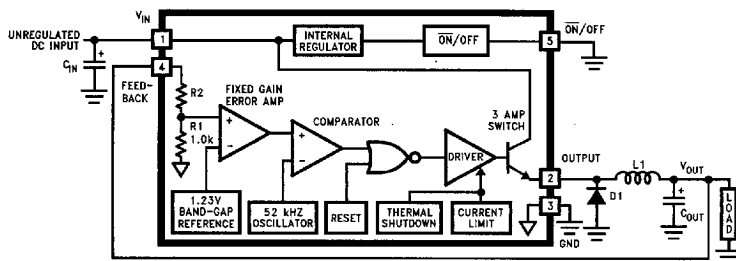 V_IN
UNREGULATED
DC INPUT
+
C_IN
1
4
FEED-
BACK
INTERNAL
REGULATOR
O̅N̅/OFF
5
O̅N̅/OFF
R2
R1
1.0k
FIXED GAIN
ERROR AMP
+
−
COMPARATOR
+
−
DRIVER
3 AMP
SWITCH
OUTPUT
2
L1
V_OUT
D1
+
C_OUT
LOAD
3
GND
1.23V
BAND-GAP
REFERENCE
52 kHZ
OSCILLATOR
RESET
THERMAL
SHUTDOWN
CURRENT
LIMIT